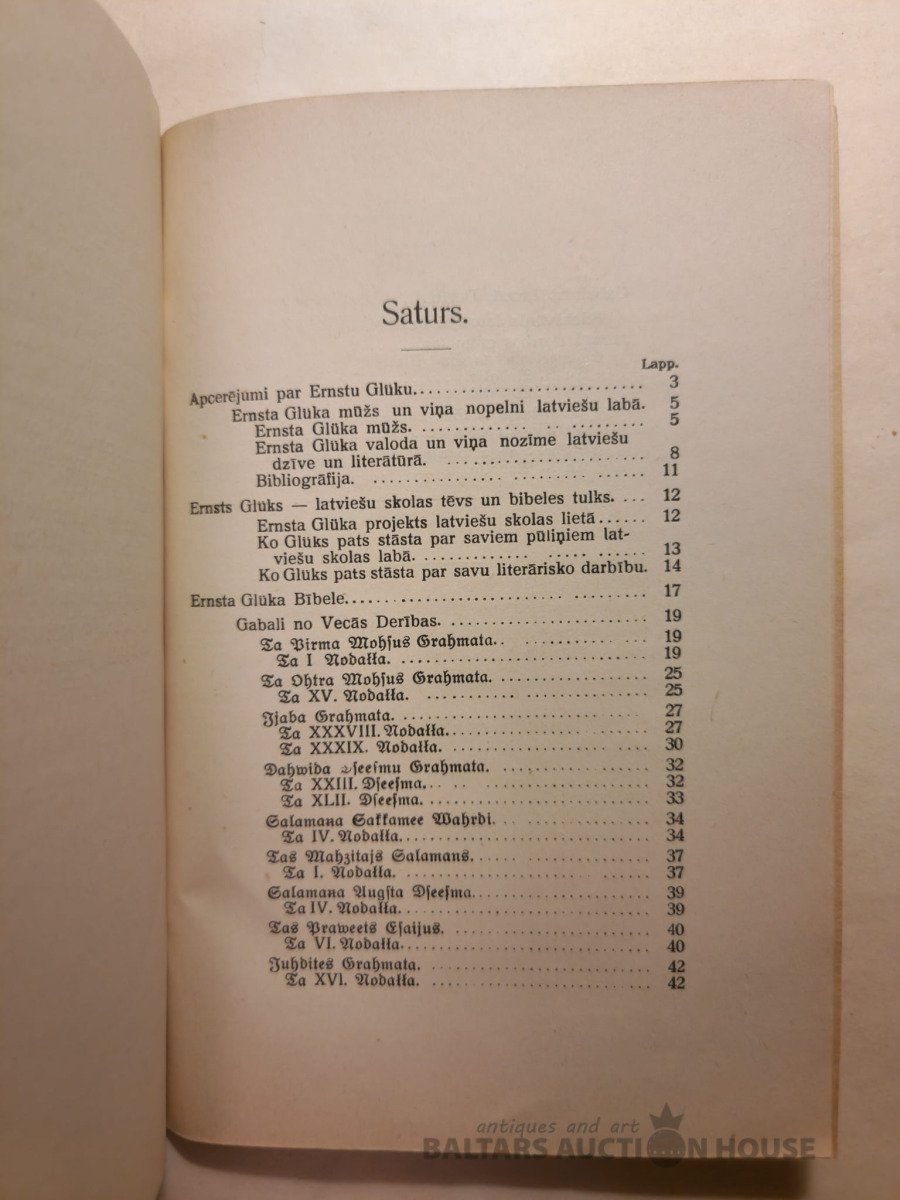 Saturs.
Lapp.
Apcerējumi par Ernstu Glūku. 3
Ernsta Glūka mūžs un viņa nopelni latviešu labā. 5
Ernsta Glūka mūžs. 5
Ernsta Glūka valoda un viņa nozīme latviešu
dzīve un literātūrā. 8
Bibliogrāfija. 11
Ernsts Glūks — latviešu skolas tēvs un bibeles tulks. 12
Ernsta Glūka projekts latviešu skolas lietā 12
Ko Glūks pats stāsta par saviem pūliņiem lat-
viešu skolas labā. 13
Ko Glūks pats stāsta par savu literārisko darbību. 14
Ernsta Glūka Bībele. 17
Gabali no Vecās Derības. 19
Ta Pirma Mohſus Grahmata. 19
Ta I Nodaļļa. 19
Ta Ohtra Mohſus Grahmata. 25
Ta XV. Nodaļļa. 25
Ijaba Grahmata. 27
Ta XXXVIII. Nodaļļa. 27
Ta XXXIX. Nodaļļa. 30
Dahwida Dſeeſmu Grahmata. 32
Ta XXIII. Dſeeſma. 32
Ta XLII. Dſeeſma. 33
Salamana Sakkamee Wahrdi. 34
Ta IV. Nodaļļa. 34
Tas Mahzitajs Salamans. 37
Ta I. Nodaļļa. 37
Salamana Augſta Dſeeſma. 39
Ta IV. Nodaļļa. 39
Tas Praweets Eſaijus. 40
Ta VI. Nodaļļa. 40
Juhdites Grahmata. 42
Ta XVI. Nodaļļa. 42
antiques and art
BALTARS AUCTION HOUSE